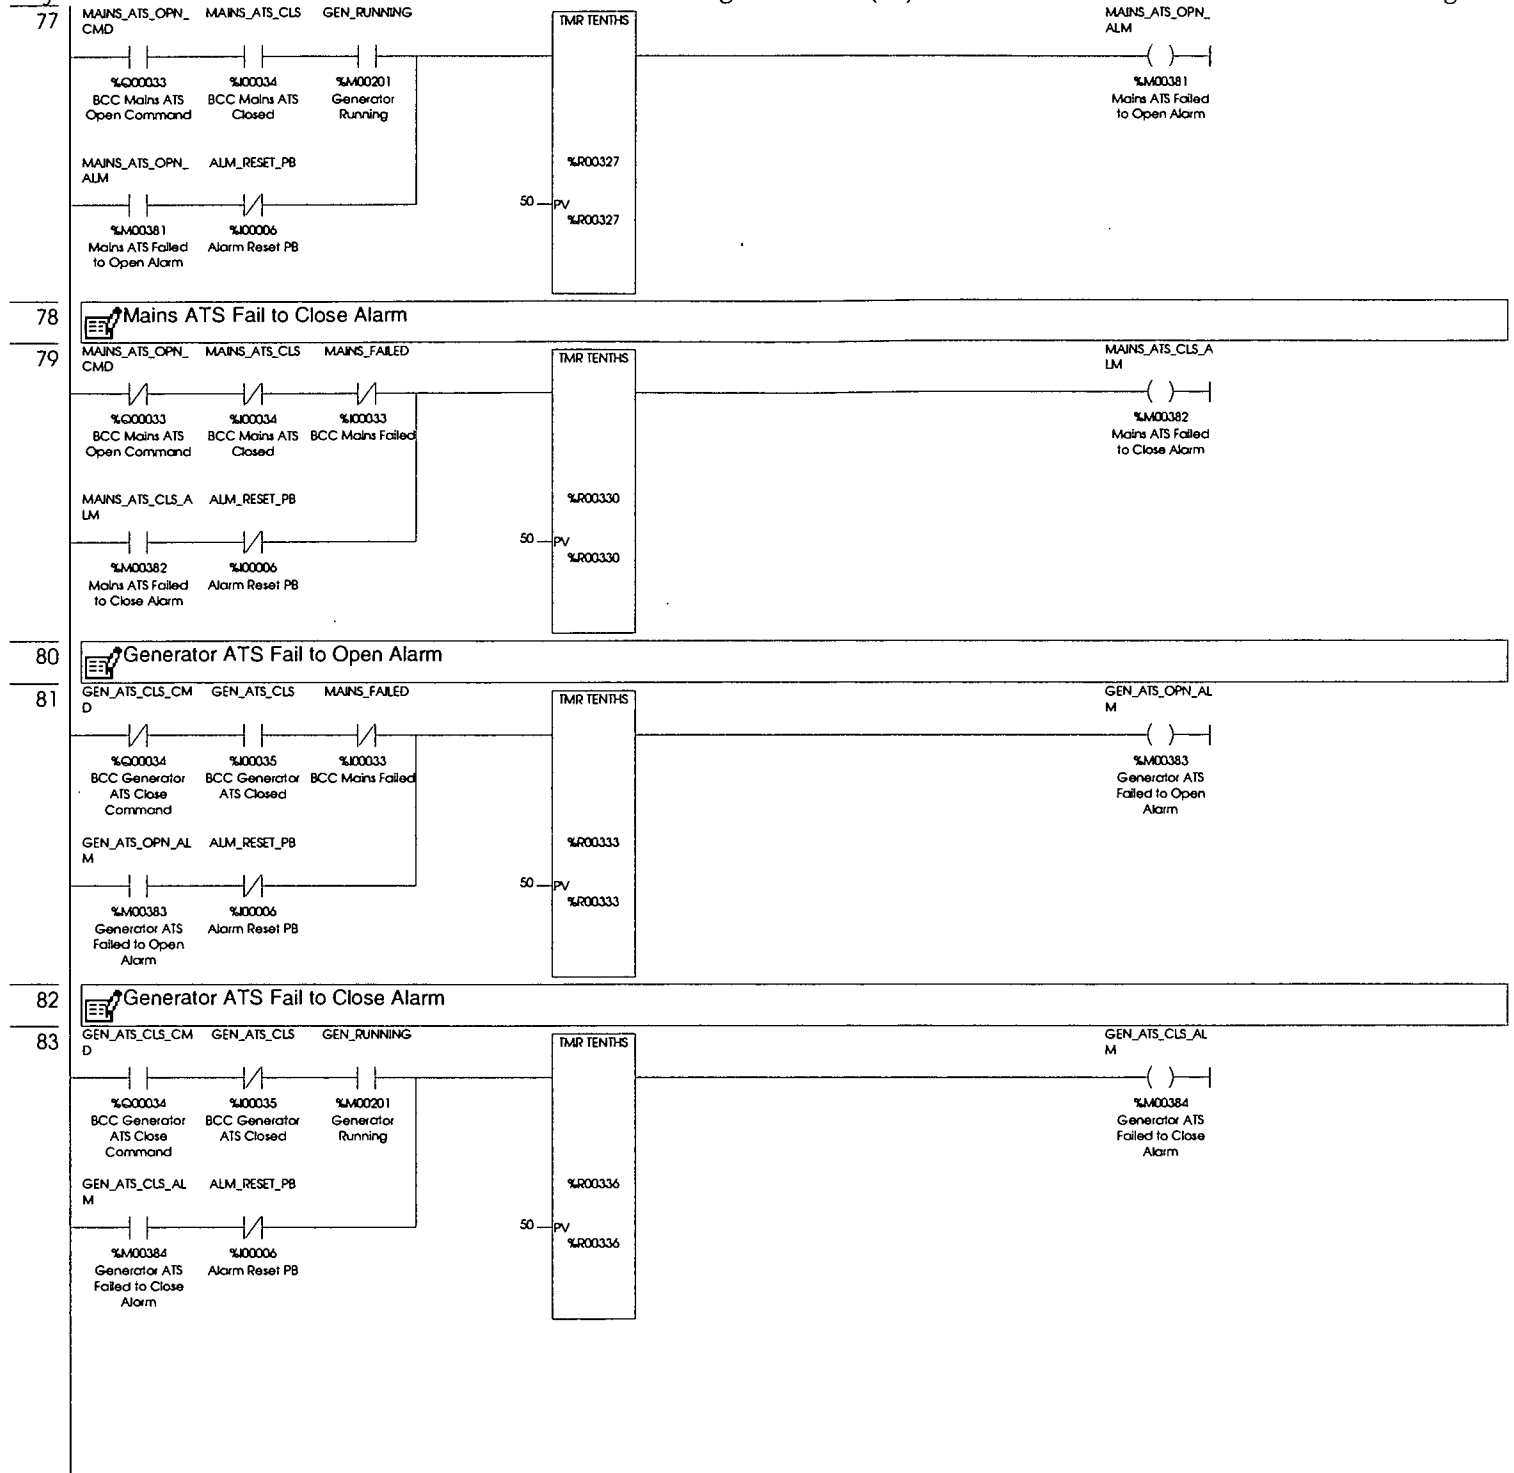 77
MAINS_ATS_OPN_ MAINS_ATS_CLS GEN_RUNNING TMR TENTHS MAINS_ATS_OPN_
CMD ALM
%Q00033 %I00034 %M00201 %M00381
BCC Mains ATS BCC Mains ATS Generator Mains ATS Failed
Open Command Closed Running to Open Alarm
MAINS_ATS_OPN_ ALM_RESET_PB %R00327
ALM
50 PV
%R00327
%M00381 %I00006
Mains ATS Failed Alarm Reset PB
to Open Alarm
78 Mains ATS Fail to Close Alarm
79
MAINS_ATS_OPN_ MAINS_ATS_CLS MAINS_FAILED TMR TENTHS MAINS_ATS_CLS_A
CMD LM
%Q00033 %I00034 %I00033 %M00382
BCC Mains ATS BCC Mains ATS BCC Mains Failed Mains ATS Failed
Open Command Closed to Close Alarm
MAINS_ATS_CLS_A ALM_RESET_PB %R00330
LM
50 PV
%R00330
%M00382 %I00006
Mains ATS Failed Alarm Reset PB
to Close Alarm
80 Generator ATS Fail to Open Alarm
81
GEN_ATS_CLS_CM GEN_ATS_CLS MAINS_FAILED TMR TENTHS GEN_ATS_OPN_AL
D M
%Q00034 %I00035 %I00033 %M00383
BCC Generator BCC Generator BCC Mains Failed Generator ATS
ATS Close ATS Closed Failed to Open
Command Alarm
GEN_ATS_OPN_AL ALM_RESET_PB %R00333
M
50 PV
%R00333
%M00383 %I00006
Generator ATS Alarm Reset PB
Failed to Open
Alarm
82 Generator ATS Fail to Close Alarm
83
GEN_ATS_CLS_CM GEN_ATS_CLS GEN_RUNNING TMR TENTHS GEN_ATS_CLS_AL
D M
%Q00034 %I00035 %M00201 %M00384
BCC Generator BCC Generator Generator Generator ATS
ATS Close ATS Closed Running Failed to Close
Command Alarm
GEN_ATS_CLS_AL ALM_RESET_PB %R00336
M
50 PV
%R00336
%M00384 %I00006
Generator ATS Alarm Reset PB
Failed to Close
Alarm